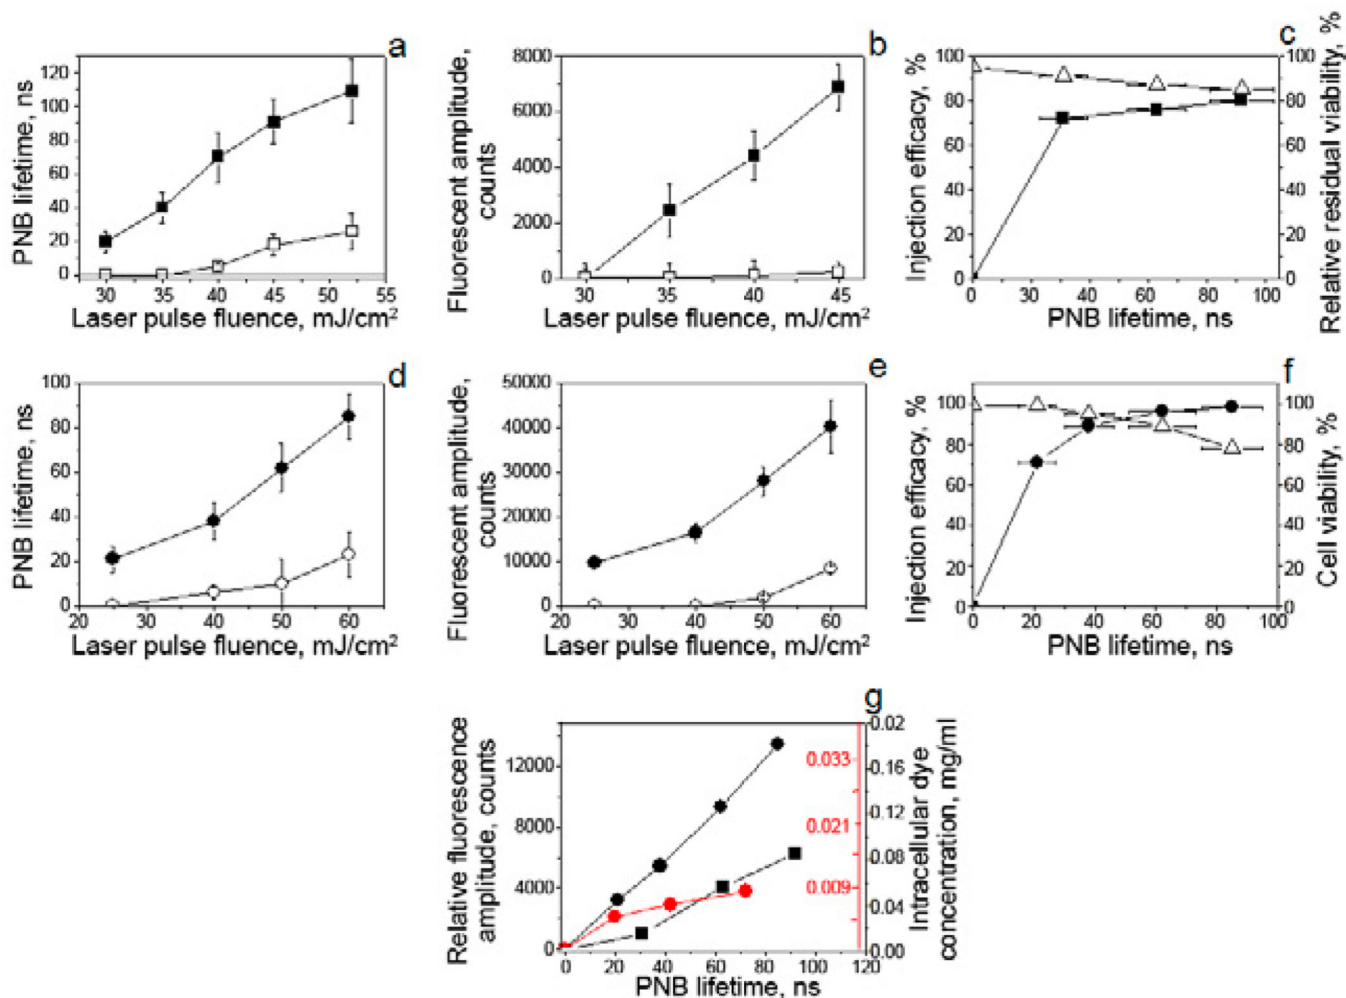 a
PNB lifetime, ns
120
100
80
60
40
20
0
30 35 40 45 50 55
Laser pulse fluence, mJ/cm²
b
Fluorescent amplitude,
counts
8000
6000
4000
2000
0
30 35 40 45
Laser pulse fluence, mJ/cm²
c
Injection efficacy, %
100
80
60
40
20
0
0 20 40 60 80 100
PNB lifetime, ns
100
80
60
40
20
0
Relative residual viability, %
d
PNB lifetime, ns
100
80
60
40
20
0
20 30 40 50 60
Laser pulse fluence, mJ/cm²
e
Fluorescent amplitude,
counts
50000
40000
30000
20000
10000
0
20 30 40 50 60
Laser pulse fluence, mJ/cm²
f
Injection efficacy, %
100
80
60
40
20
0
0 20 40 60 80 100
PNB lifetime, ns
100
80
60
40
20
0
Cell viability, %
g
Relative fluorescence
amplitude, counts
12000
8000
4000
0
0 20 40 60 80 100 120
PNB lifetime, ns
0.033
0.021
0.009
0.02
0.16
0.12
0.08
0.04
0.00
Intracellular dye
concentration, mg/ml